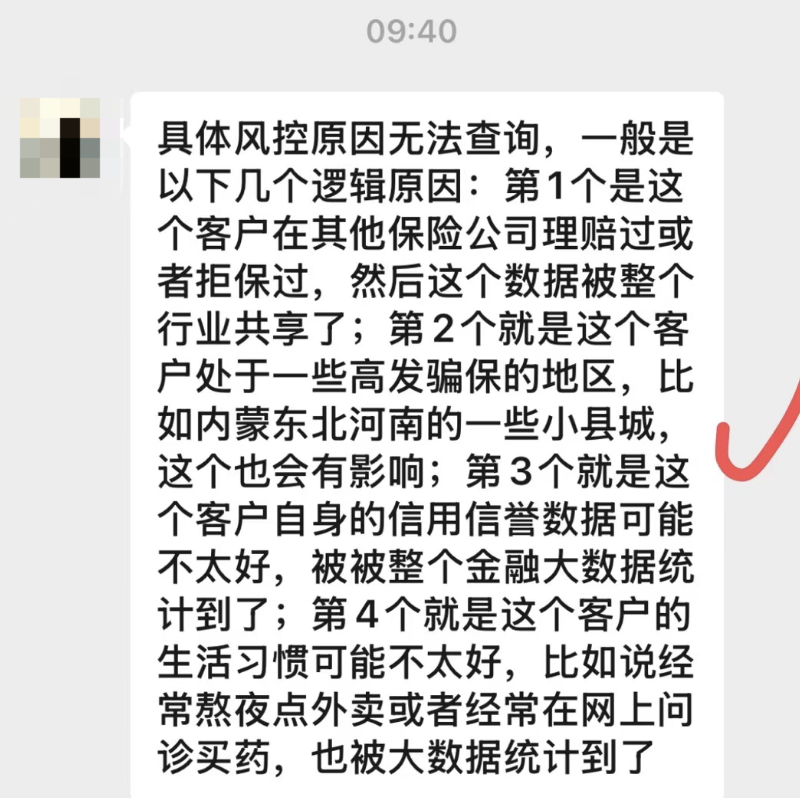 09:40
具体风控原因无法查询，一般是
以下几个逻辑原因：第1个是这
个客户在其他保险公司理赔过或
者拒保过，然后这个数据被整个
行业共享了；第2个就是这个客
户处于一些高发骗保的地区，比
如内蒙东北河南的一些小县城，
这个也会有影响；第3个就是这
个客户自身的信用信誉数据可能
不太好，被被整个金融大数据统
计到了；第4个就是这个客户的
生活习惯可能不太好，比如说经
常熬夜点外卖或者经常在网上问
诊买药，也被大数据统计到了